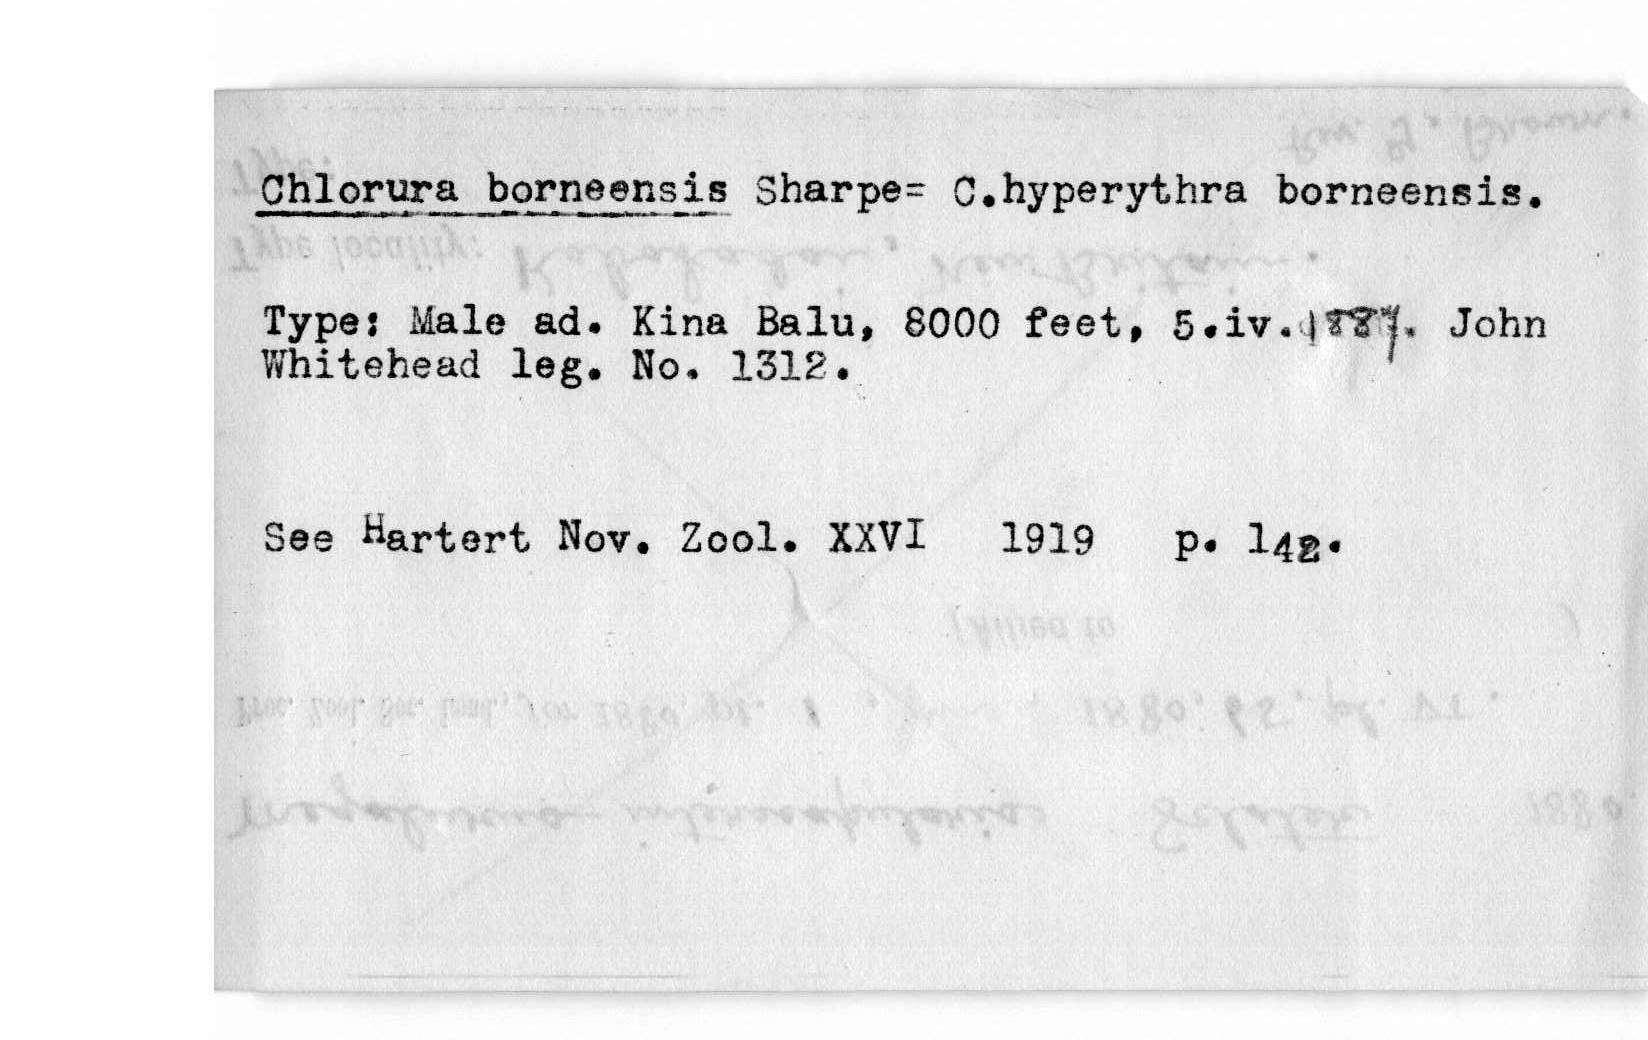 Chlorura borneensis Sharpe= C.hyperythra borneensis.
Type: Male ad. Kina Balu, 8000 feet, 5.iv.1887. John
Whitehead leg. No. 1312.
See Hartert Nov. Zool. XXVI 1919 p. 142.